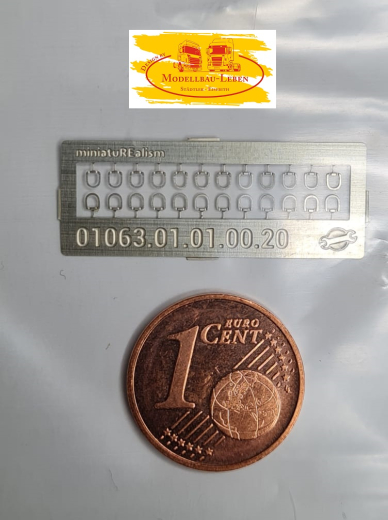 MODELLBAU-LEBEN
miniatuREalism
01063.01.01.00.20
1
EURO
CENT